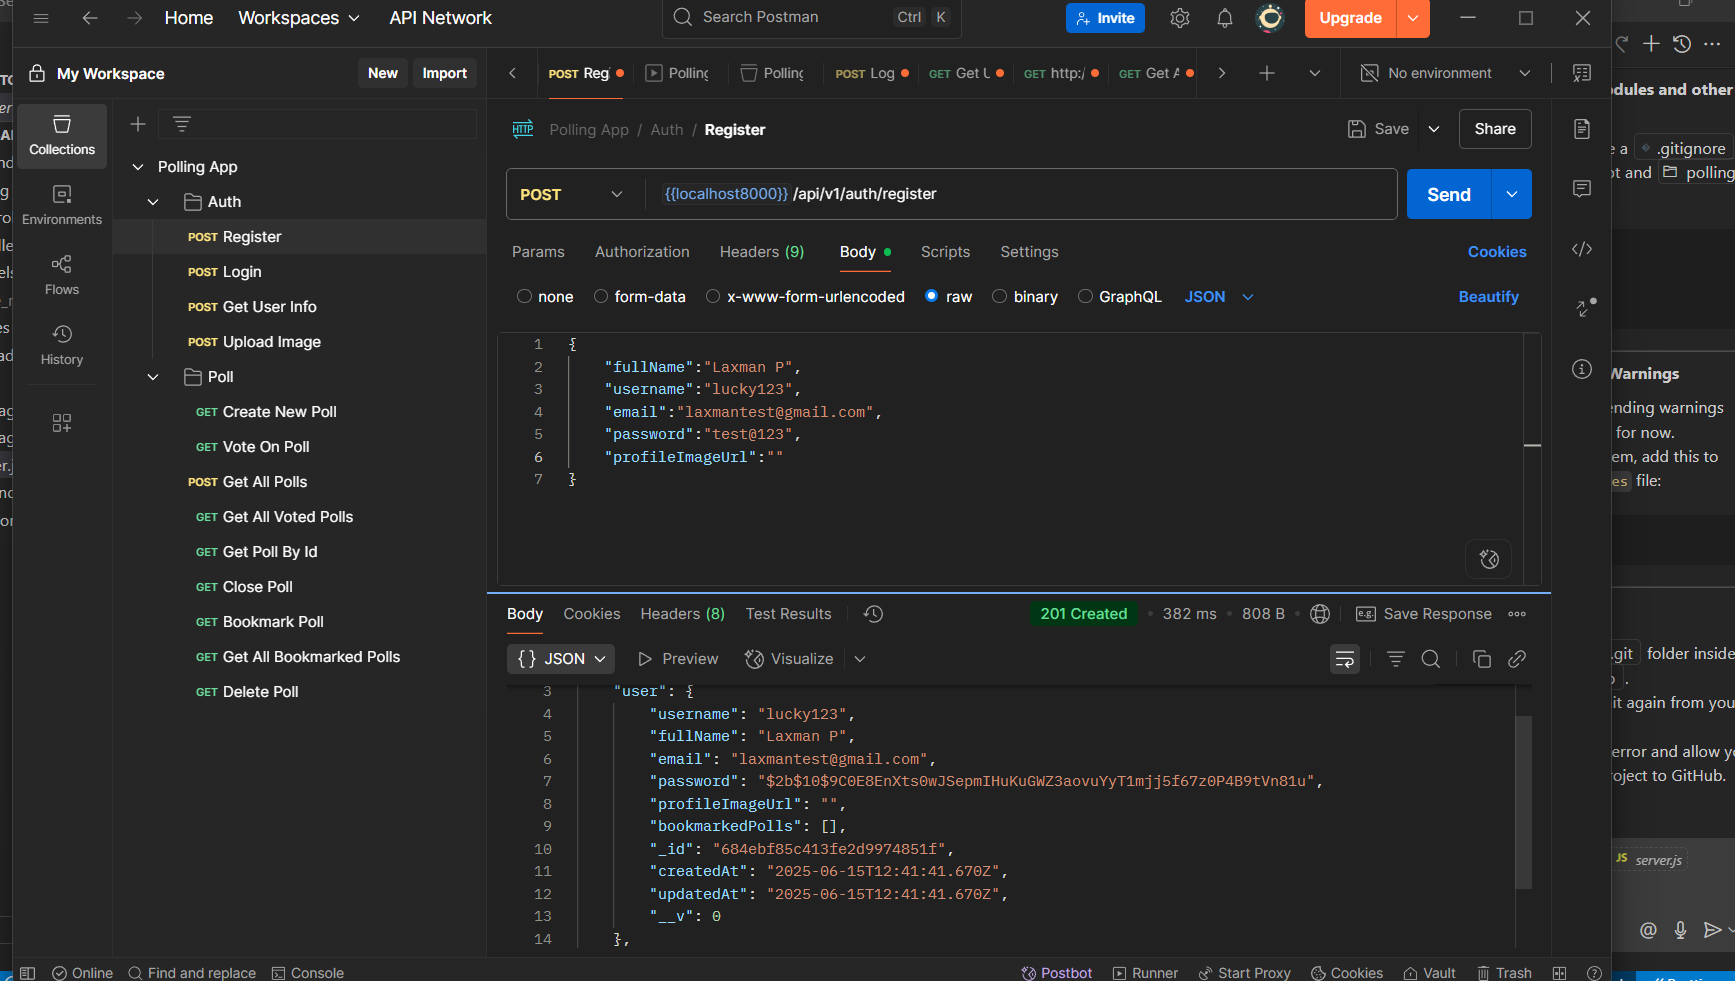 Home
Workspaces
API Network
Search Postman
Ctrl
K
Invite
Upgrade
My Workspace
New
Import
POST Reg
Polling
Polling
POST Log
GET Get U
GET http:/
GET Get A
No environment
Collections
Environments
Flows
History
Polling App
Auth
POST Register
POST Login
POST Get User Info
POST Upload Image
Poll
GET Create New Poll
GET Vote On Poll
POST Get All Polls
GET Get All Voted Polls
GET Get Poll By Id
GET Close Poll
GET Bookmark Poll
GET Get All Bookmarked Polls
GET Delete Poll
HTTP
Polling App / Auth / Register
Save
Share
POST
{{localhost8000}} /api/v1/auth/register
Send
Params
Authorization
Headers (9)
Body
Scripts
Settings
Cookies
none
form-data
x-www-form-urlencoded
raw
binary
GraphQL
JSON
Beautify
1 {
2 "fullName":"Laxman P",
3 "username":"lucky123",
4 "email":"laxmantest@gmail.com",
5 "password":"test@123",
6 "profileImageUrl":""
7 }
Body
Cookies
Headers (8)
Test Results
201 Created
382 ms
808 B
e.g.
Save Response
{} JSON
Preview
Visualize
3 "user": {
4 "username": "lucky123",
5 "fullName": "Laxman P",
6 "email": "laxmantest@gmail.com",
7 "password": "$2b$10$9C0E8EnXts0wJSepmIHuKuGWZ3aovuYyT1mjj5f67z0P4B9tVn81u",
8 "profileImageUrl": "",
9 "bookmarkedPolls": [],
10 "_id": "684ebf85c413fe2d9974851f",
11 "createdAt": "2025-06-15T12:41:41.670Z",
12 "updatedAt": "2025-06-15T12:41:41.670Z",
13 "__v": 0
14 },
Online
Find and replace
Console
Postbot
Runner
Start Proxy
Cookies
Vault
Trash
dules and other
e a .gitignore
ot and polling
Warnings
ending warnings
for now.
em, add this to
es file:
.git folder inside
.
it again from you
error and allow y
roject to GitHub.
JS server.js
@